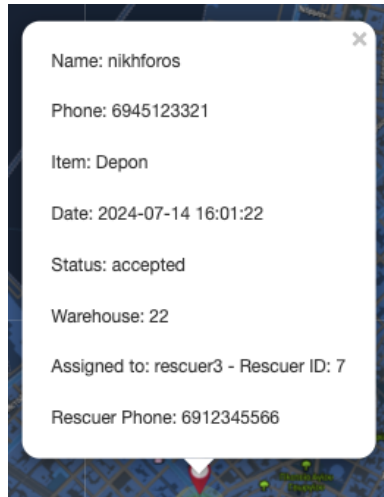 ×
Name: nikhforos
Phone: 6945123321
Item: Depon
Date: 2024-07-14 16:01:22
Status: accepted
Warehouse: 22
Assigned to: rescuer3 - Rescuer ID: 7
Rescuer Phone: 6912345566